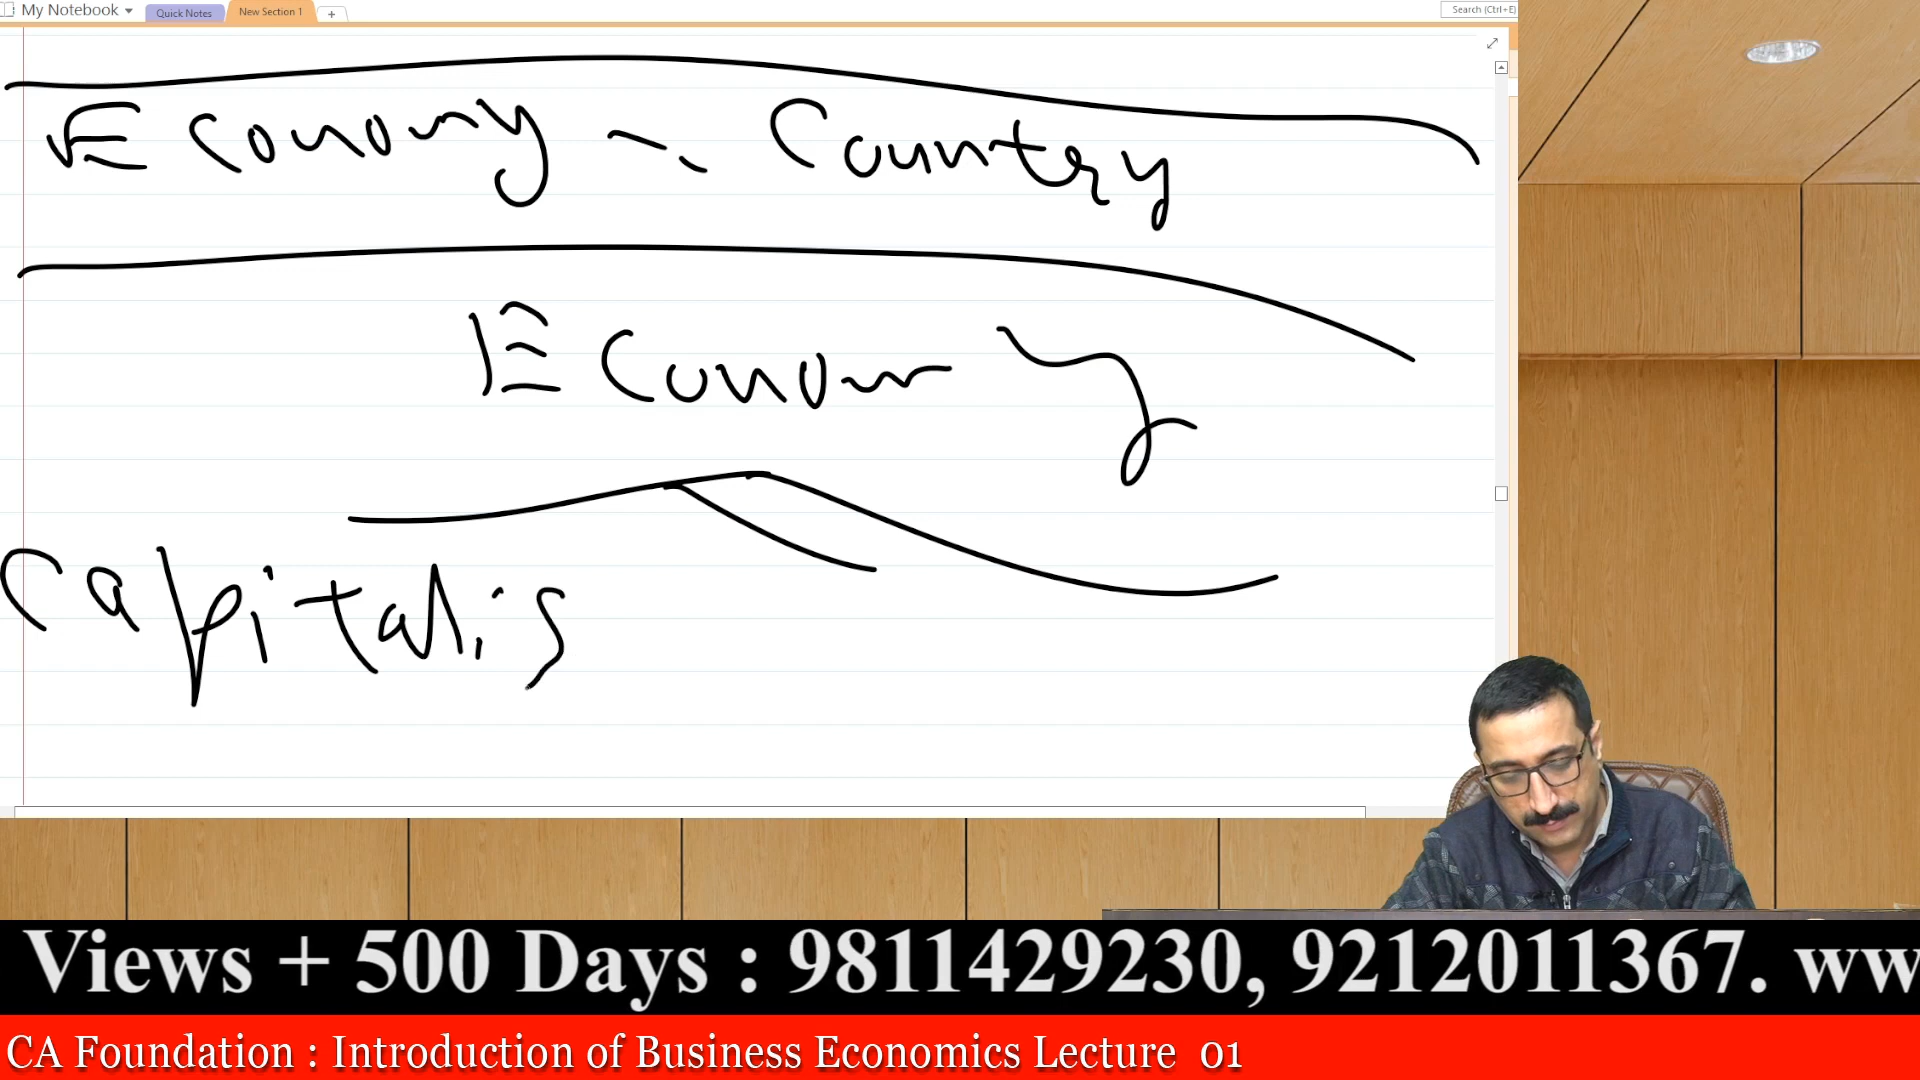 My Notebook Quick Notes New Section 1 + Search (Ctrl+E)
Economy -: Country
Economy
Capitalis
Views + 500 Days : 9811429230, 9212011367. ww
CA Foundation : Introduction of Business Economics Lecture 01